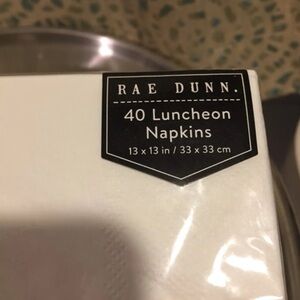 RAE DUNN.
40 Luncheon
Napkins
13 x 13 in / 33 x 33 cm